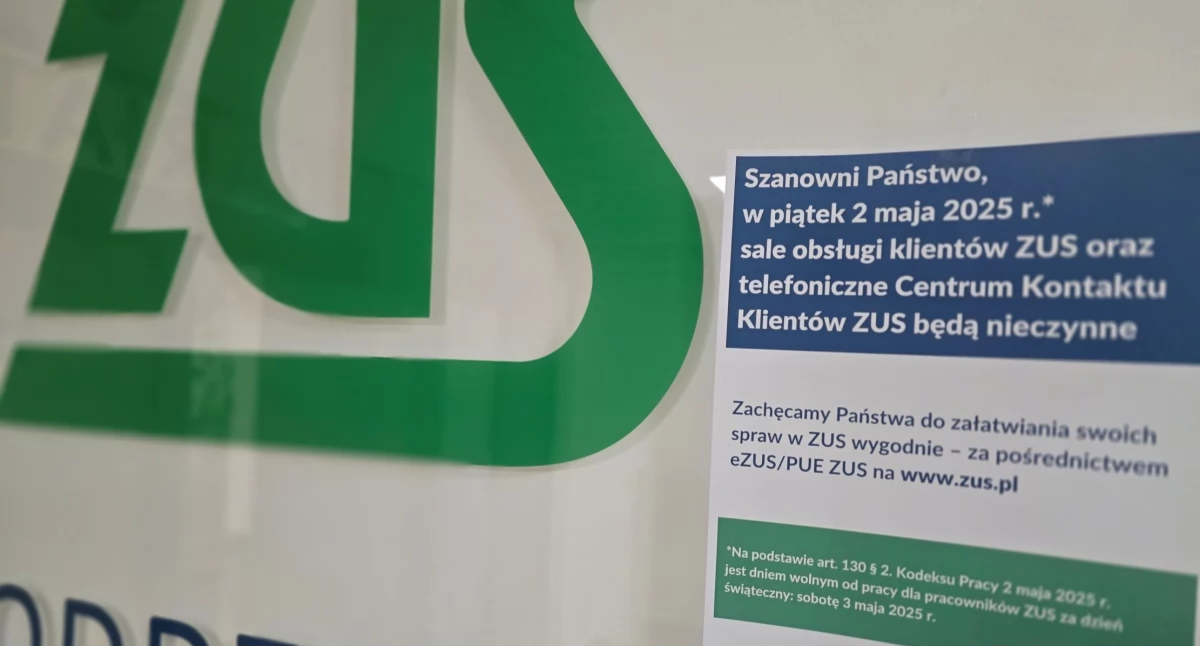 ZUS
Szanowni Państwo,
w piątek 2 maja 2025 r.*
sale obsługi klientów ZUS oraz
telefoniczne Centrum Kontaktu
Klientów ZUS będą nieczynne
Zachęcamy Państwa do załatwiania swoich
spraw w ZUS wygodnie – za pośrednictwem
eZUS/PUE ZUS na www.zus.pl
*Na podstawie art. 130 § 2. Kodeksu Pracy 2 maja 2025 r.
jest dniem wolnym od pracy dla pracowników ZUS za dzień
świąteczny: sobotę 3 maja 2025 r.